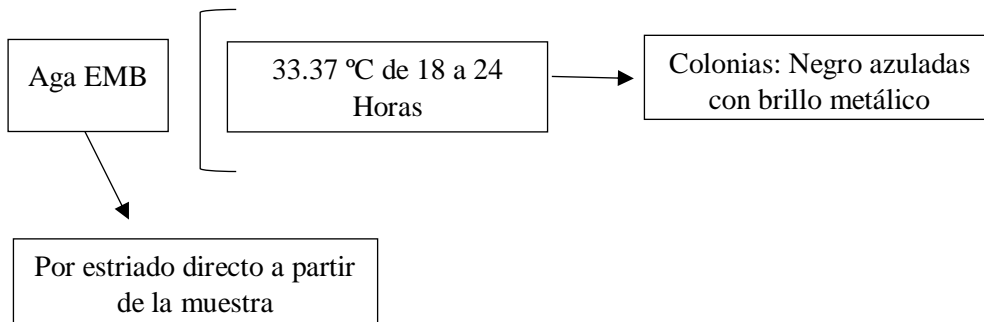 Aga EMB
33.37 ºC de 18 a 24
Horas
Colonias: Negro azuladas
con brillo metálico
Por estriado directo a partir
de la muestra